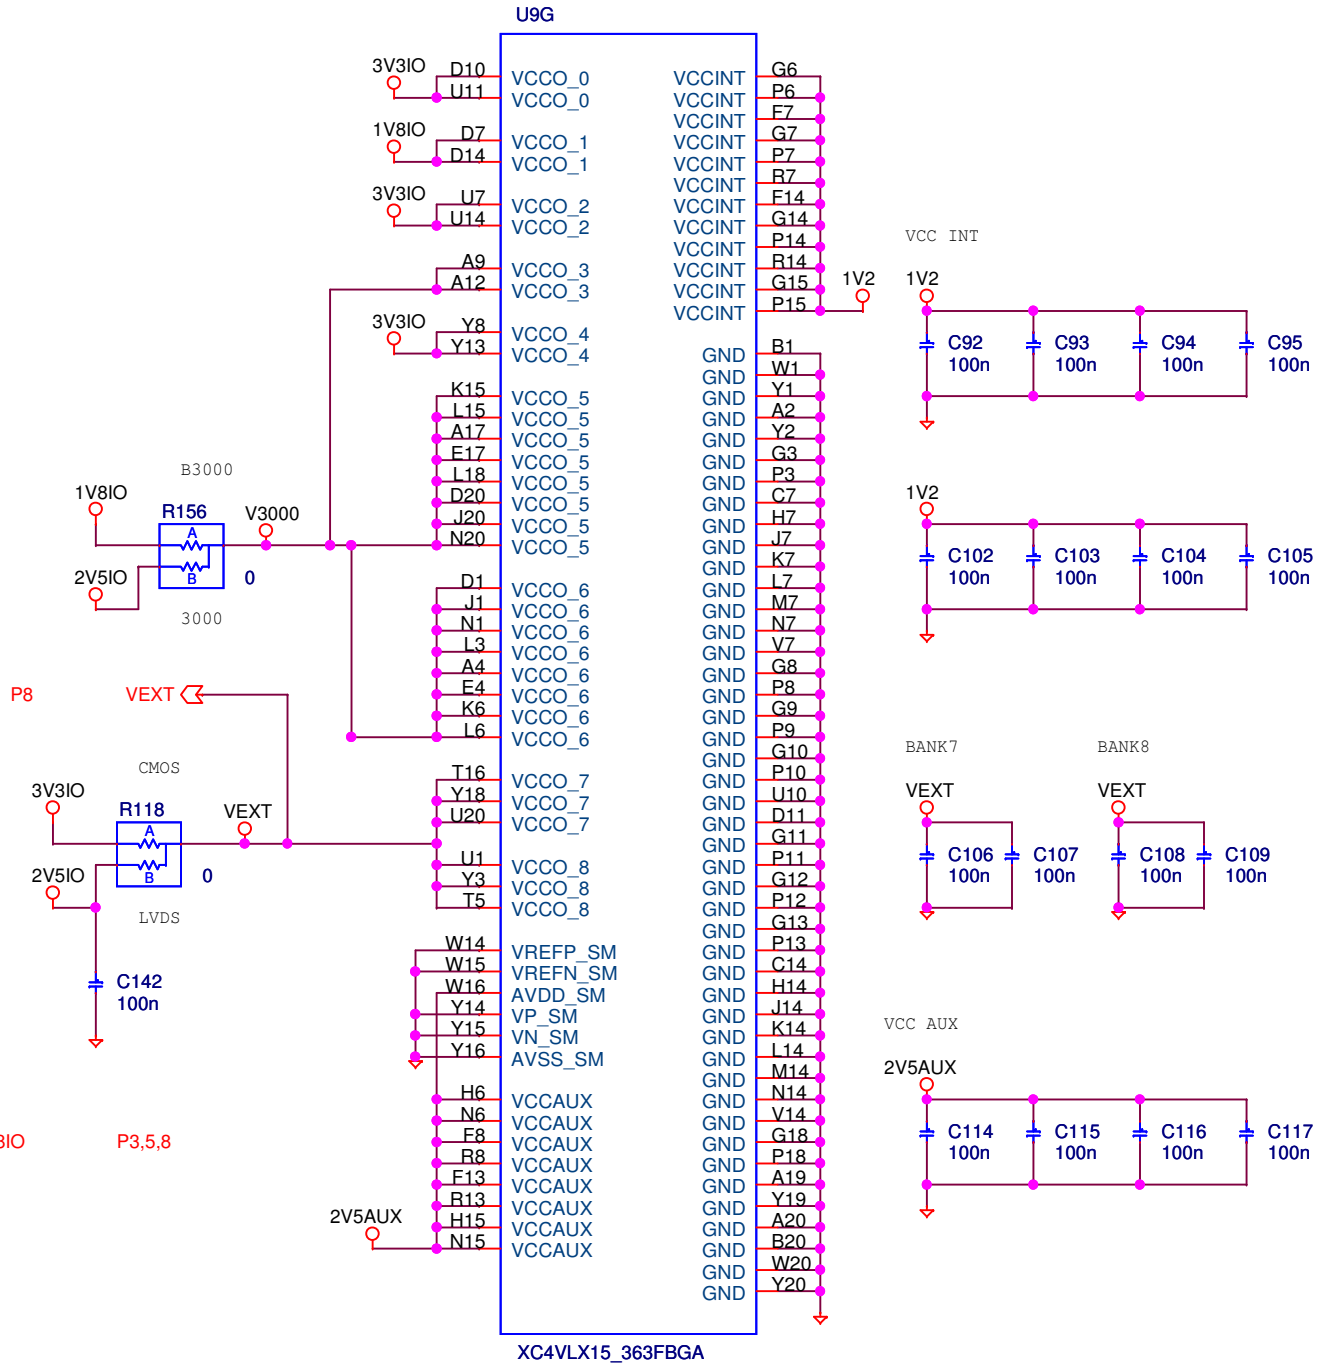 U9G
3V3IO
D10 VCCO_0
U11 VCCO_0
1V8IO
D7 VCCO_1
D14 VCCO_1
3V3IO
U7 VCCO_2
U14 VCCO_2
A9 VCCO_3
A12 VCCO_3
3V3IO
Y8 VCCO_4
Y13 VCCO_4
K15 VCCO_5
L15 VCCO_5
A17 VCCO_5
E17 VCCO_5
L18 VCCO_5
D20 VCCO_5
J20 VCCO_5
N20 VCCO_5
D1 VCCO_6
J1 VCCO_6
N1 VCCO_6
L3 VCCO_6
A4 VCCO_6
E4 VCCO_6
K6 VCCO_6
L6 VCCO_6
T16 VCCO_7
Y18 VCCO_7
U20 VCCO_7
U1 VCCO_8
Y3 VCCO_8
T5 VCCO_8
W14 VREFP_SM
W15 VREFN_SM
W16 AVDD_SM
Y14 VP_SM
Y15 VN_SM
Y16 AVSS_SM
H6 VCCAUX
N6 VCCAUX
F8 VCCAUX
R8 VCCAUX
F13 VCCAUX
R13 VCCAUX
H15 VCCAUX
N15 VCCAUX
2V5AUX
VCCINT G6
VCCINT P6
VCCINT F7
VCCINT G7
VCCINT P7
VCCINT R7
VCCINT F14
VCCINT G14
VCCINT P14
VCCINT R14
VCCINT G15
VCCINT P15
1V2
GND B1
GND W1
GND Y1
GND A2
GND Y2
GND G3
GND P3
GND C7
GND H7
GND J7
GND K7
GND L7
GND M7
GND N7
GND V7
GND G8
GND P8
GND G9
GND P9
GND G10
GND P10
GND U10
GND D11
GND G11
GND P11
GND G12
GND P12
GND G13
GND P13
GND C14
GND H14
GND J14
GND K14
GND L14
GND M14
GND N14
GND V14
GND G18
GND P18
GND A19
GND Y19
GND A20
GND B20
GND W20
GND Y20
XC4VLX15_363FBGA
B3000
1V8IO
R156
A
V3000
2V5IO
B
0
3000
P8 VEXT
CMOS
3V3IO
R118
A
VEXT
2V5IO
B
0
LVDS
C142
100n
3IO P3,5,8
VCC INT
1V2
C92 C93 C94 C95
100n 100n 100n 100n
1V2
C102 C103 C104 C105
100n 100n 100n 100n
BANK7 BANK8
VEXT VEXT
C106 C107 C108 C109
100n 100n 100n 100n
VCC AUX
2V5AUX
C114 C115 C116 C117
100n 100n 100n 100n